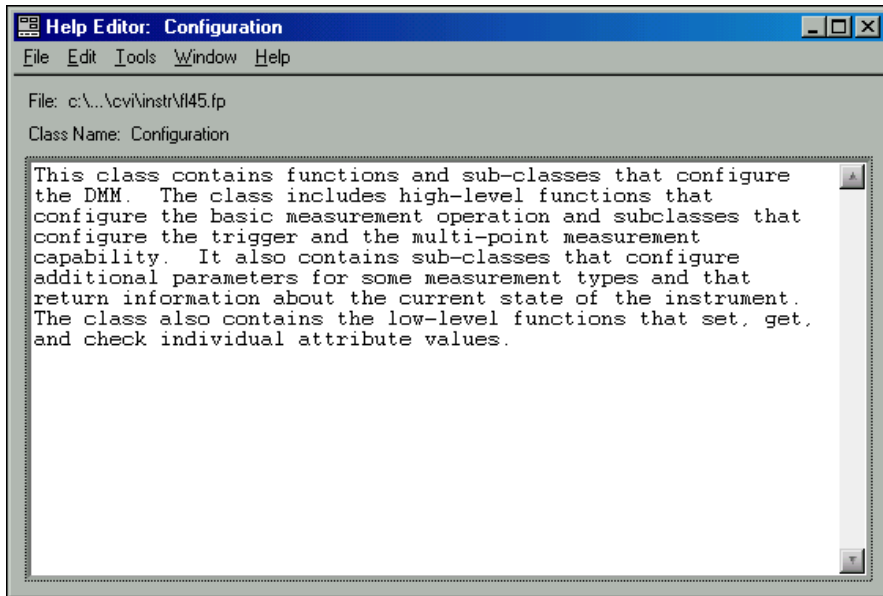 Help Editor:  Configuration
File  Edit  Tools  Window  Help
File:  c:\...\cvi\instr\fl45.fp
Class Name:  Configuration
This class contains functions and sub-classes that configure
the DMM.  The class includes high-level functions that
configure the basic measurement operation and subclasses that
configure the trigger and the multi-point measurement
capability.  It also contains sub-classes that configure
additional parameters for some measurement types and that
return information about the current state of the instrument.
The class also contains the low-level functions that set, get,
and check individual attribute values.